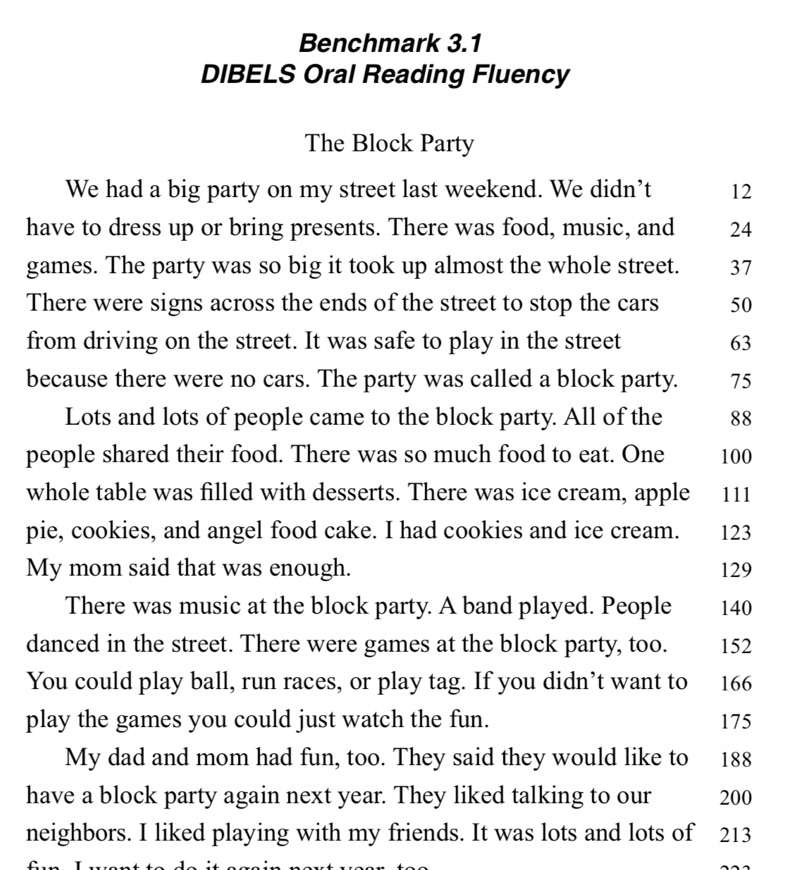 Benchmark 3.1
DIBELS Oral Reading Fluency
The Block Party
We had a big party on my street last weekend. We didn’t 12
have to dress up or bring presents. There was food, music, and 24
games. The party was so big it took up almost the whole street. 37
There were signs across the ends of the street to stop the cars 50
from driving on the street. It was safe to play in the street 63
because there were no cars. The party was called a block party. 75
Lots and lots of people came to the block party. All of the 88
people shared their food. There was so much food to eat. One 100
whole table was filled with desserts. There was ice cream, apple 111
pie, cookies, and angel food cake. I had cookies and ice cream. 123
My mom said that was enough. 129
There was music at the block party. A band played. People 140
danced in the street. There were games at the block party, too. 152
You could play ball, run races, or play tag. If you didn’t want to 166
play the games you could just watch the fun. 175
My dad and mom had fun, too. They said they would like to 188
have a block party again next year. They liked talking to our 200
neighbors. I liked playing with my friends. It was lots and lots of 213
fun. I want to do it again next year, too. 223